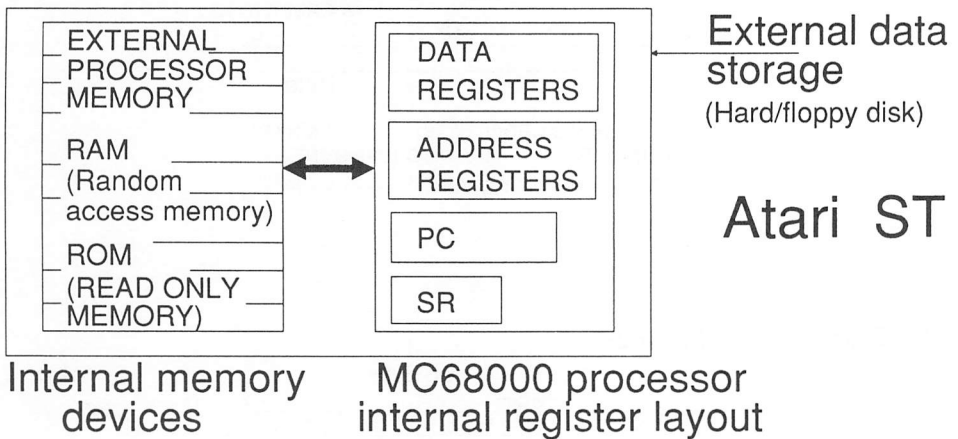 EXTERNAL
PROCESSOR
MEMORY
RAM
(Random
access memory)
ROM
(READ ONLY
MEMORY)
DATA
REGISTERS
ADDRESS
REGISTERS
PC
SR
External data
storage
(Hard/floppy disk)
Atari ST
Internal memory
devices
MC68000 processor
internal register layout